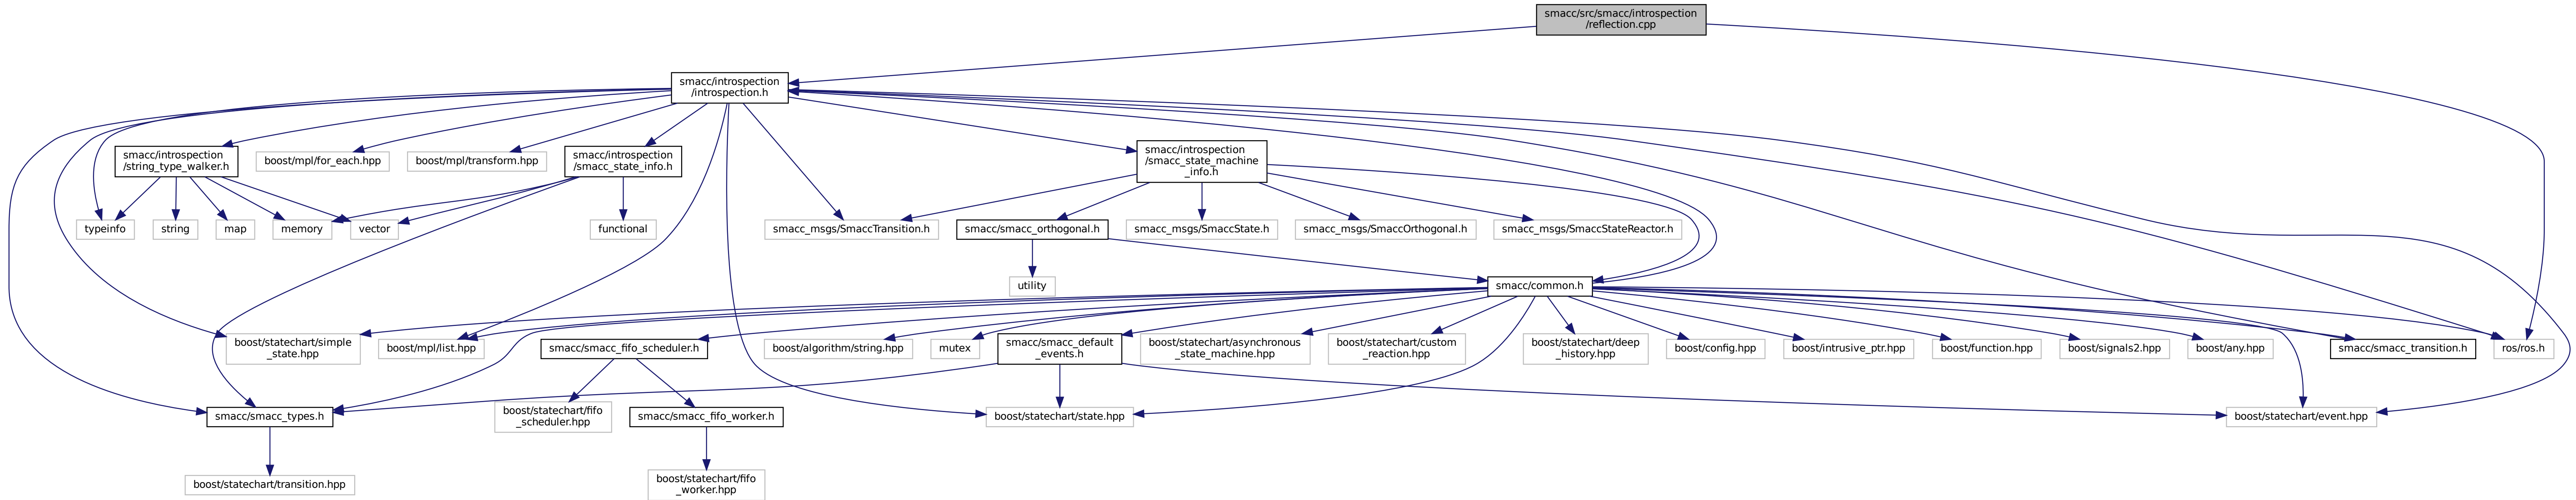 smacc/src/smacc/introspection
/reflection.cpp
smacc/introspection
/introspection.h
smacc/introspection
/string_type_walker.h
boost/mpl/for_each.hpp
boost/mpl/transform.hpp
smacc/introspection
/smacc_state_info.h
smacc/introspection
/smacc_state_machine
_info.h
typeinfo
string
map
memory
vector
functional
smacc_msgs/SmaccTransition.h
smacc/smacc_orthogonal.h
smacc_msgs/SmaccState.h
smacc_msgs/SmaccOrthogonal.h
smacc_msgs/SmaccStateReactor.h
utility
smacc/common.h
boost/statechart/simple
_state.hpp
boost/mpl/list.hpp
smacc/smacc_fifo_scheduler.h
boost/algorithm/string.hpp
mutex
smacc/smacc_default
_events.h
boost/statechart/asynchronous
_state_machine.hpp
boost/statechart/custom
_reaction.hpp
boost/statechart/deep
_history.hpp
boost/config.hpp
boost/intrusive_ptr.hpp
boost/function.hpp
boost/signals2.hpp
boost/any.hpp
smacc/smacc_transition.h
ros/ros.h
smacc/smacc_types.h
boost/statechart/fifo
_scheduler.hpp
smacc/smacc_fifo_worker.h
boost/statechart/state.hpp
boost/statechart/event.hpp
boost/statechart/transition.hpp
boost/statechart/fifo
_worker.hpp